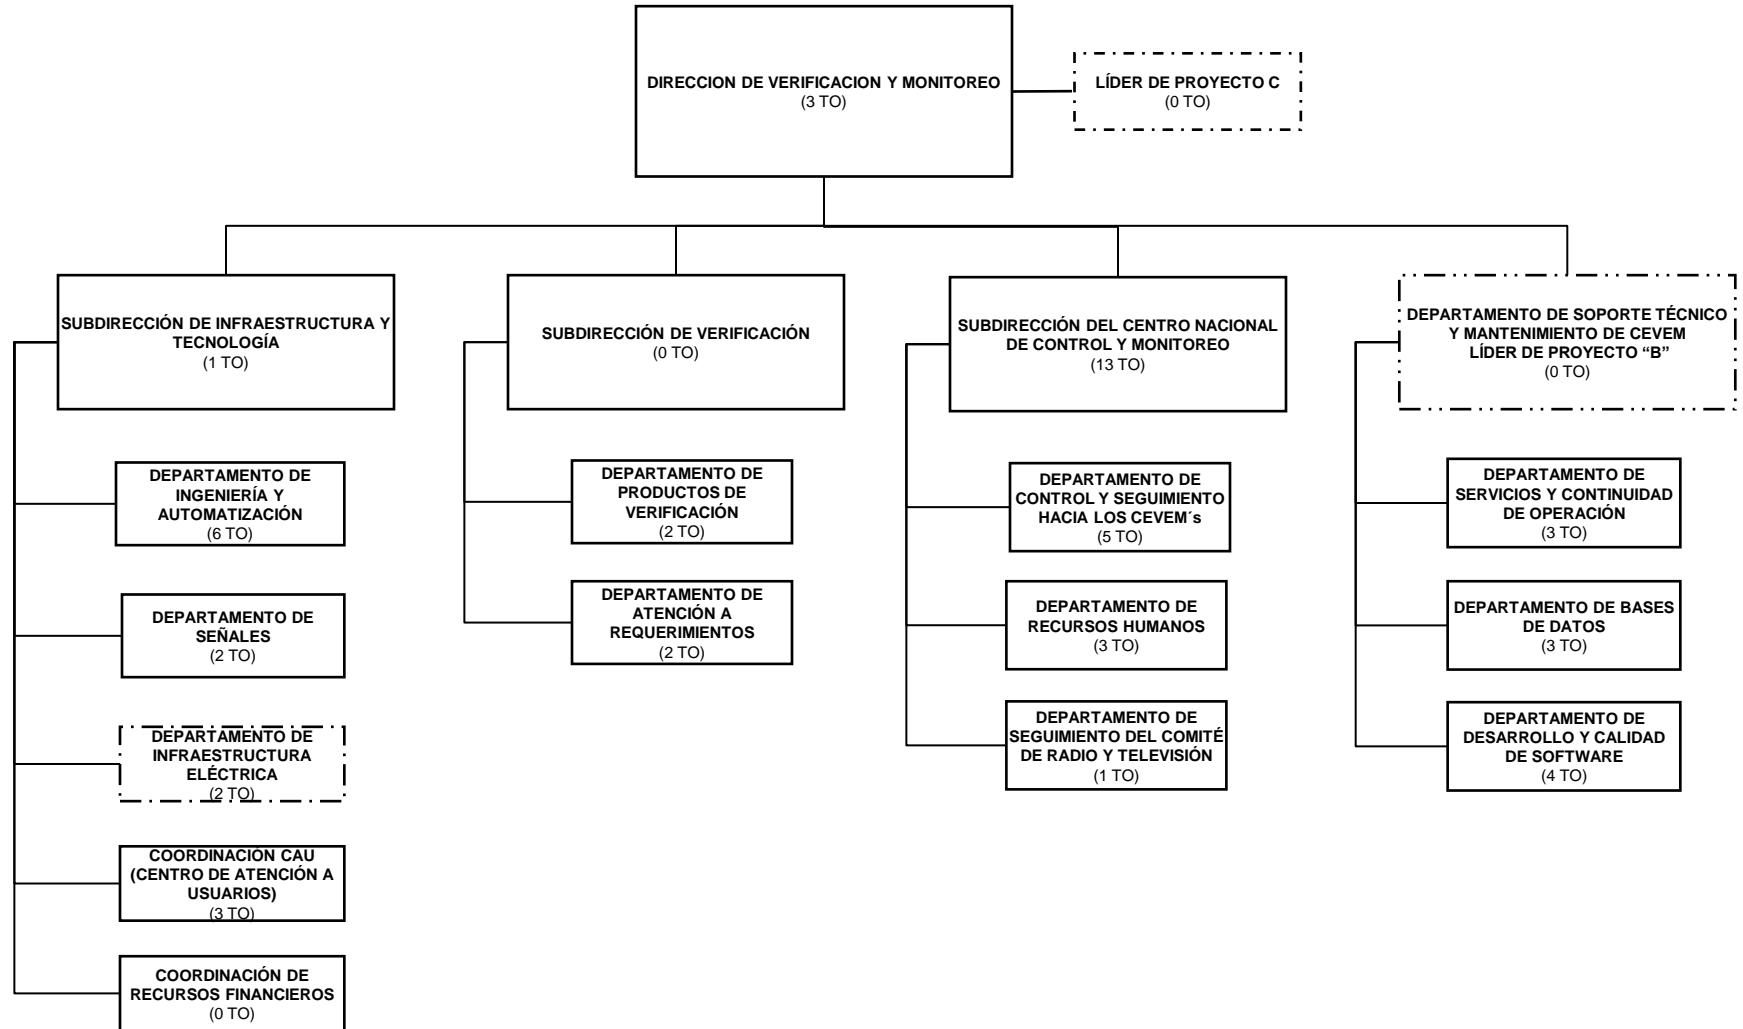 DIRECCION DE VERIFICACION Y MONITOREO
(3 TO)
LÍDER DE PROYECTO C
(0 TO)
SUBDIRECCIÓN DE INFRAESTRUCTURA Y
TECNOLOGÍA
(1 TO)
SUBDIRECCIÓN DE VERIFICACIÓN
(0 TO)
SUBDIRECCIÓN DEL CENTRO NACIONAL
DE CONTROL Y MONITOREO
(13 TO)
DEPARTAMENTO DE SOPORTE TÉCNICO
Y MANTENIMIENTO DE CEVEM
LÍDER DE PROYECTO “B”
(0 TO)
DEPARTAMENTO DE
INGENIERÍA Y
AUTOMATIZACIÓN
(6 TO)
DEPARTAMENTO DE
SEÑALES
(2 TO)
DEPARTAMENTO DE
INFRAESTRUCTURA
ELÉCTRICA
(2 TO)
COORDINACIÓN CAU
(CENTRO DE ATENCIÓN A
USUARIOS)
(3 TO)
COORDINACIÓN DE
RECURSOS FINANCIEROS
(0 TO)
DEPARTAMENTO DE
PRODUCTOS DE
VERIFICACIÓN
(2 TO)
DEPARTAMENTO DE
ATENCIÓN A
REQUERIMIENTOS
(2 TO)
DEPARTAMENTO DE
CONTROL Y SEGUIMIENTO
HACIA LOS CEVEM´s
(5 TO)
DEPARTAMENTO DE
RECURSOS HUMANOS
(3 TO)
DEPARTAMENTO DE
SEGUIMIENTO DEL COMITÉ
DE RADIO Y TELEVISIÓN
(1 TO)
DEPARTAMENTO DE
SERVICIOS Y CONTINUIDAD
DE OPERACIÓN
(3 TO)
DEPARTAMENTO DE BASES
DE DATOS
(3 TO)
DEPARTAMENTO DE
DESARROLLO Y CALIDAD
DE SOFTWARE
(4 TO)